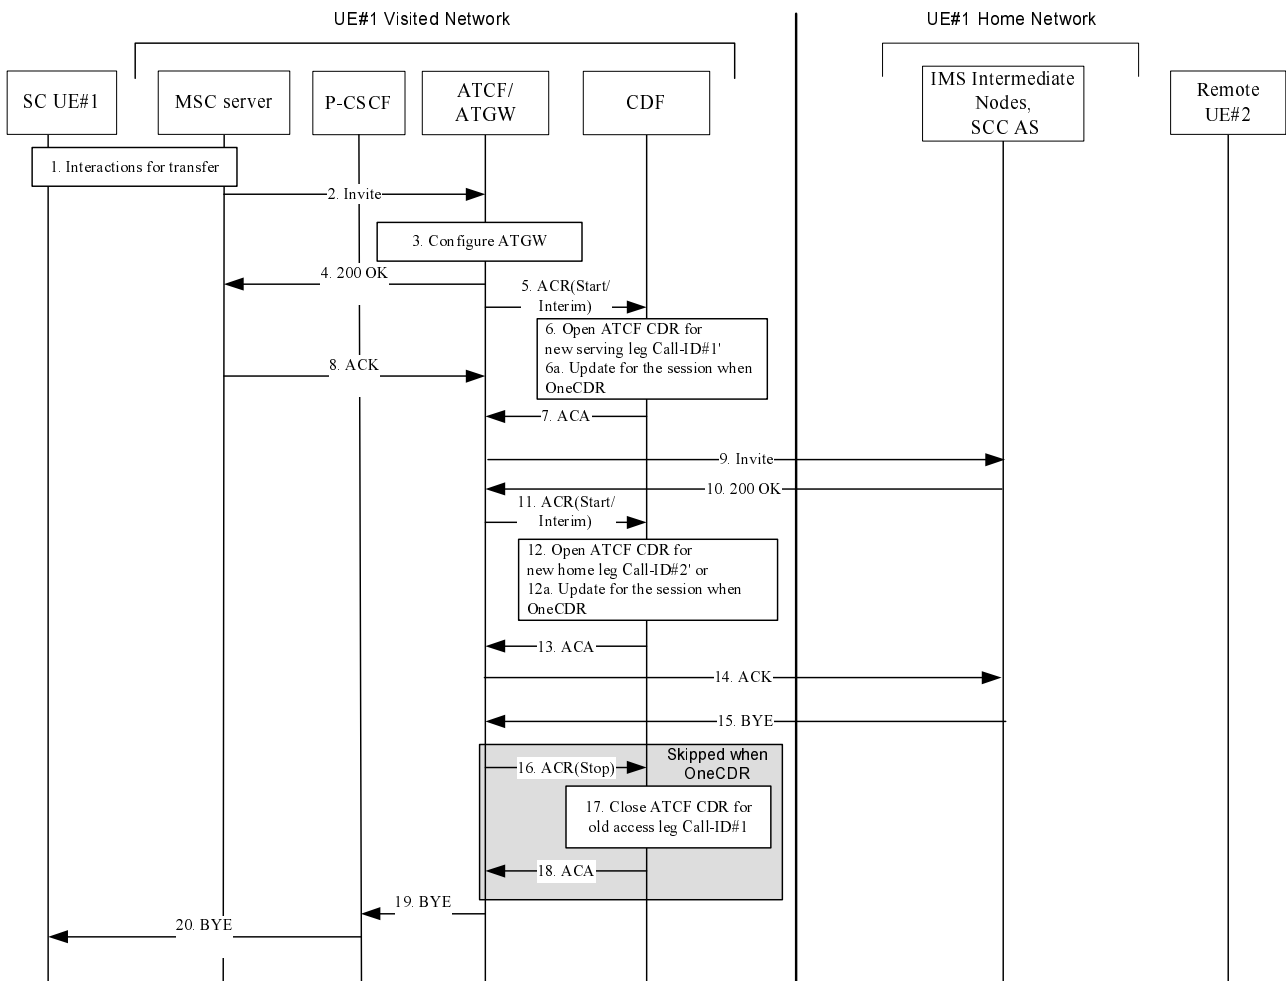 UE#1 Visited Network
UE#1 Home Network
SC UE#1
MSC server
P-CSCF
ATCF/
ATGW
CDF
IMS Intermediate
Nodes,
SCC AS
Remote
UE#2
1. Interactions for transfer
2. Invite
3. Configure ATGW
4. 200 OK
5. ACR(Start/
Interim)
6. Open ATCF CDR for
new serving leg Call-ID#1'
6a. Update for the session when
OneCDR
8. ACK
7. ACA
9. Invite
10. 200 OK
11. ACR(Start/
Interim)
12. Open ATCF CDR for
new home leg Call-ID#2' or
12a. Update for the session when
OneCDR
13. ACA
14. ACK
15. BYE
Skipped when
OneCDR
16. ACR(Stop)
17. Close ATCF CDR for
old access leg Call-ID#1
18. ACA
19. BYE
20. BYE